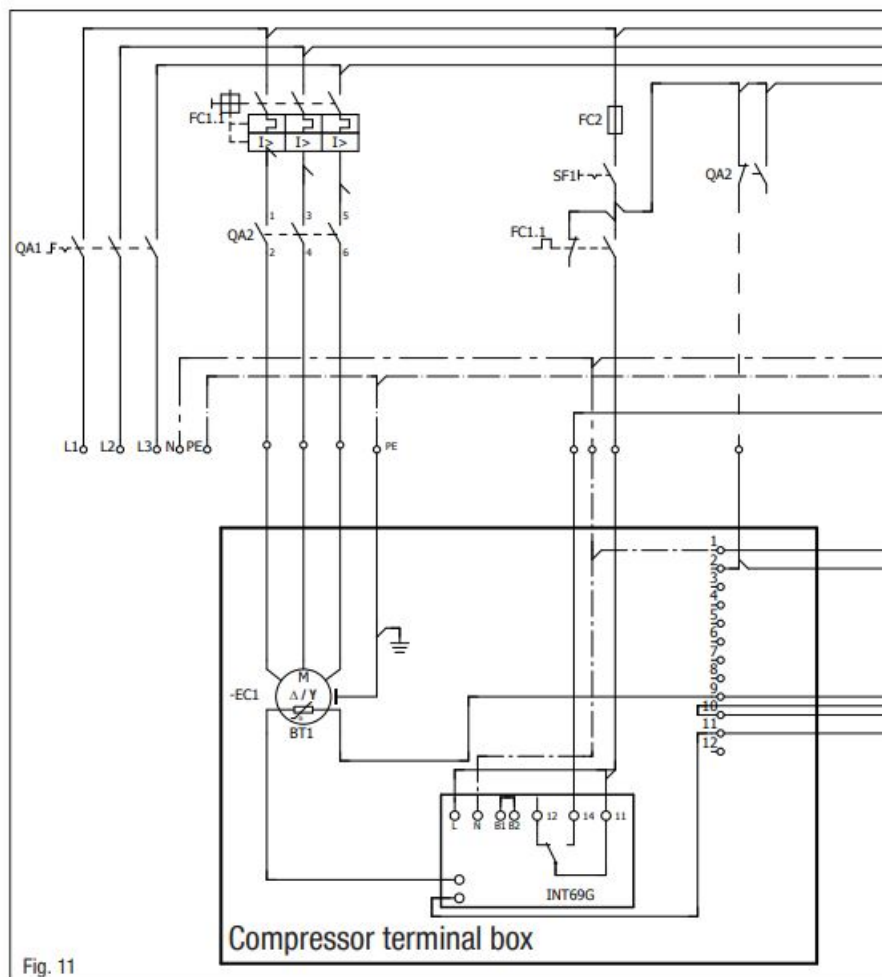 FC1.1
I> I> I>
FC2
SF1
QA2
1 3 5
QA2
2 4 6
FC1.1
QA1
L1 L2 L3 N PE
PE
1
2
3
4
5
6
7
8
9
10
11
12
M
Δ / Y
-EC1
BT1
L N B1 B2 12 14 11
INT69G
Compressor terminal box
Fig. 11